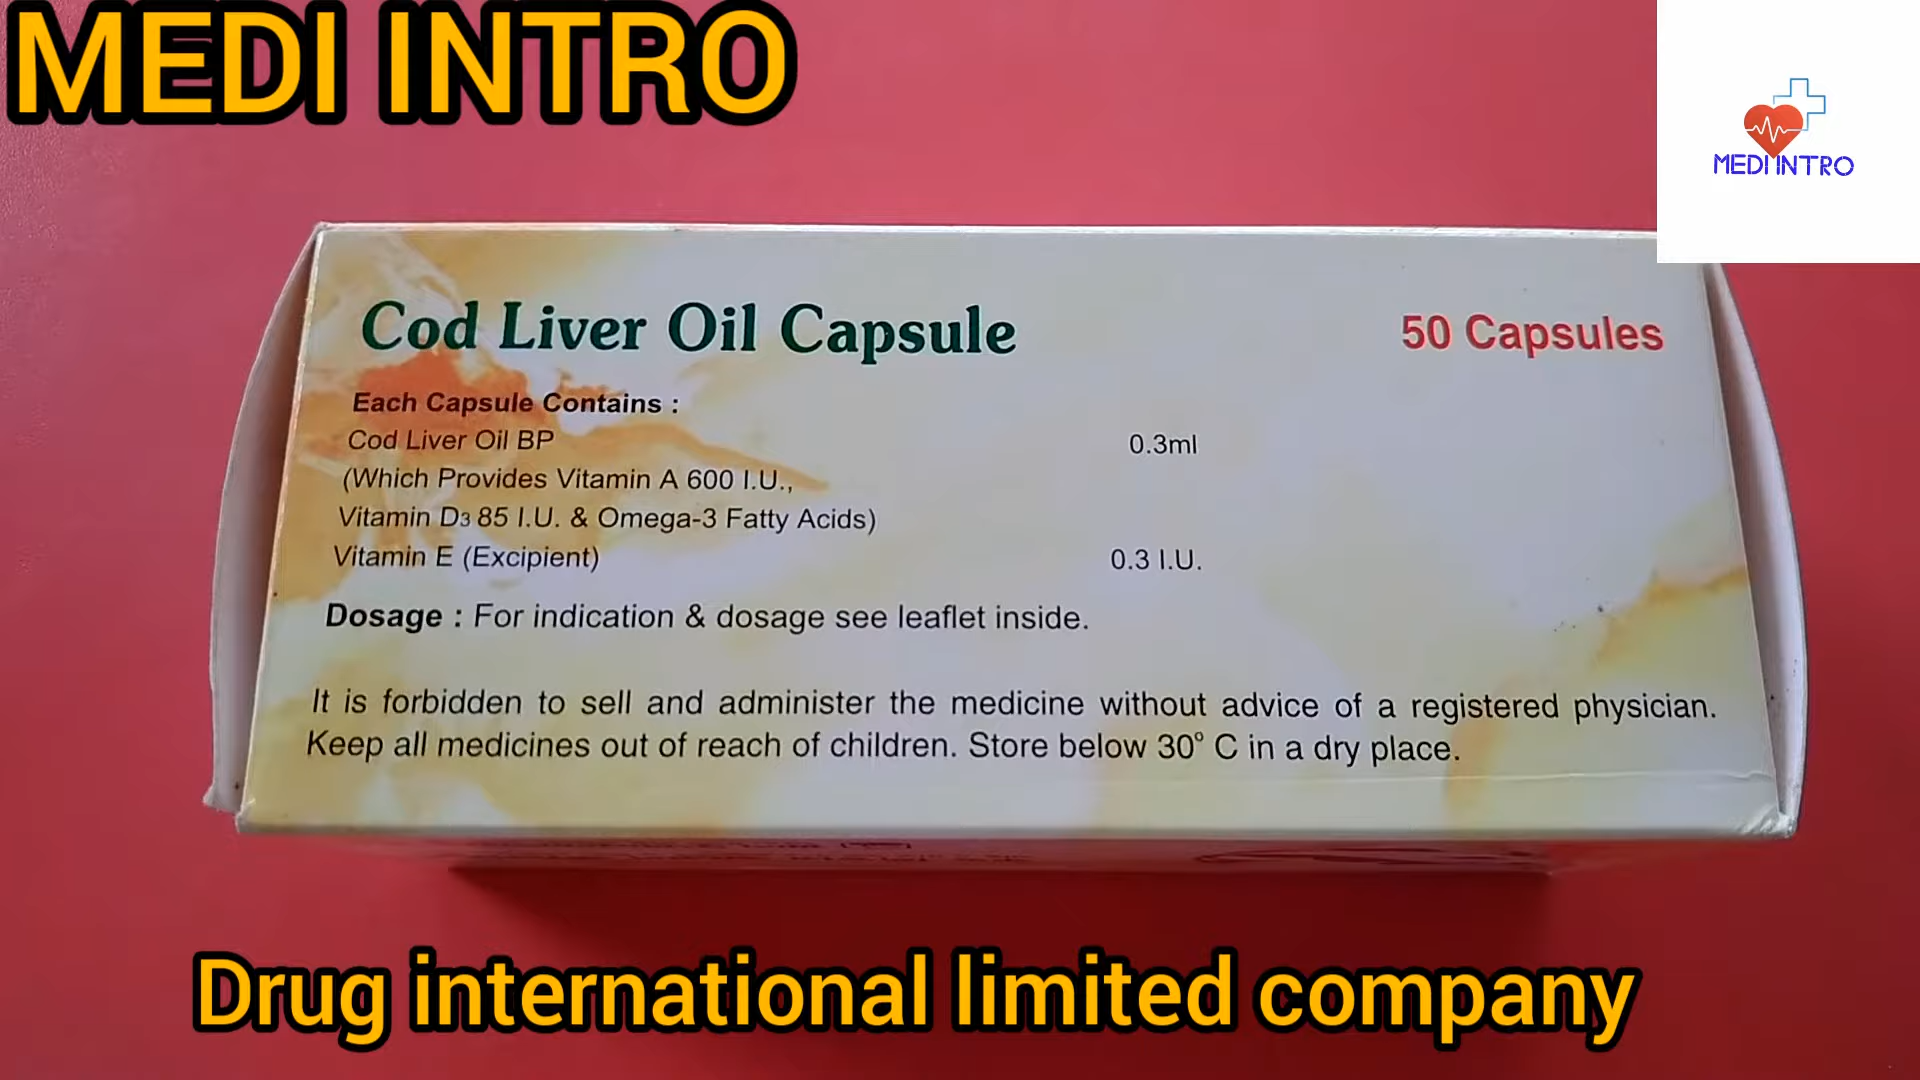 MEDI INTRO
MEDI INTRO
Cod Liver Oil Capsule
50 Capsules
Each Capsule Contains :
Cod Liver Oil BP 0.3ml
(Which Provides Vitamin A 600 I.U.,
Vitamin D3 85 I.U. & Omega-3 Fatty Acids)
Vitamin E (Excipient) 0.3 I.U.
Dosage : For indication & dosage see leaflet inside.
It is forbidden to sell and administer the medicine without advice of a registered physician.
Keep all medicines out of reach of children. Store below 30° C in a dry place.
Drug international limited company